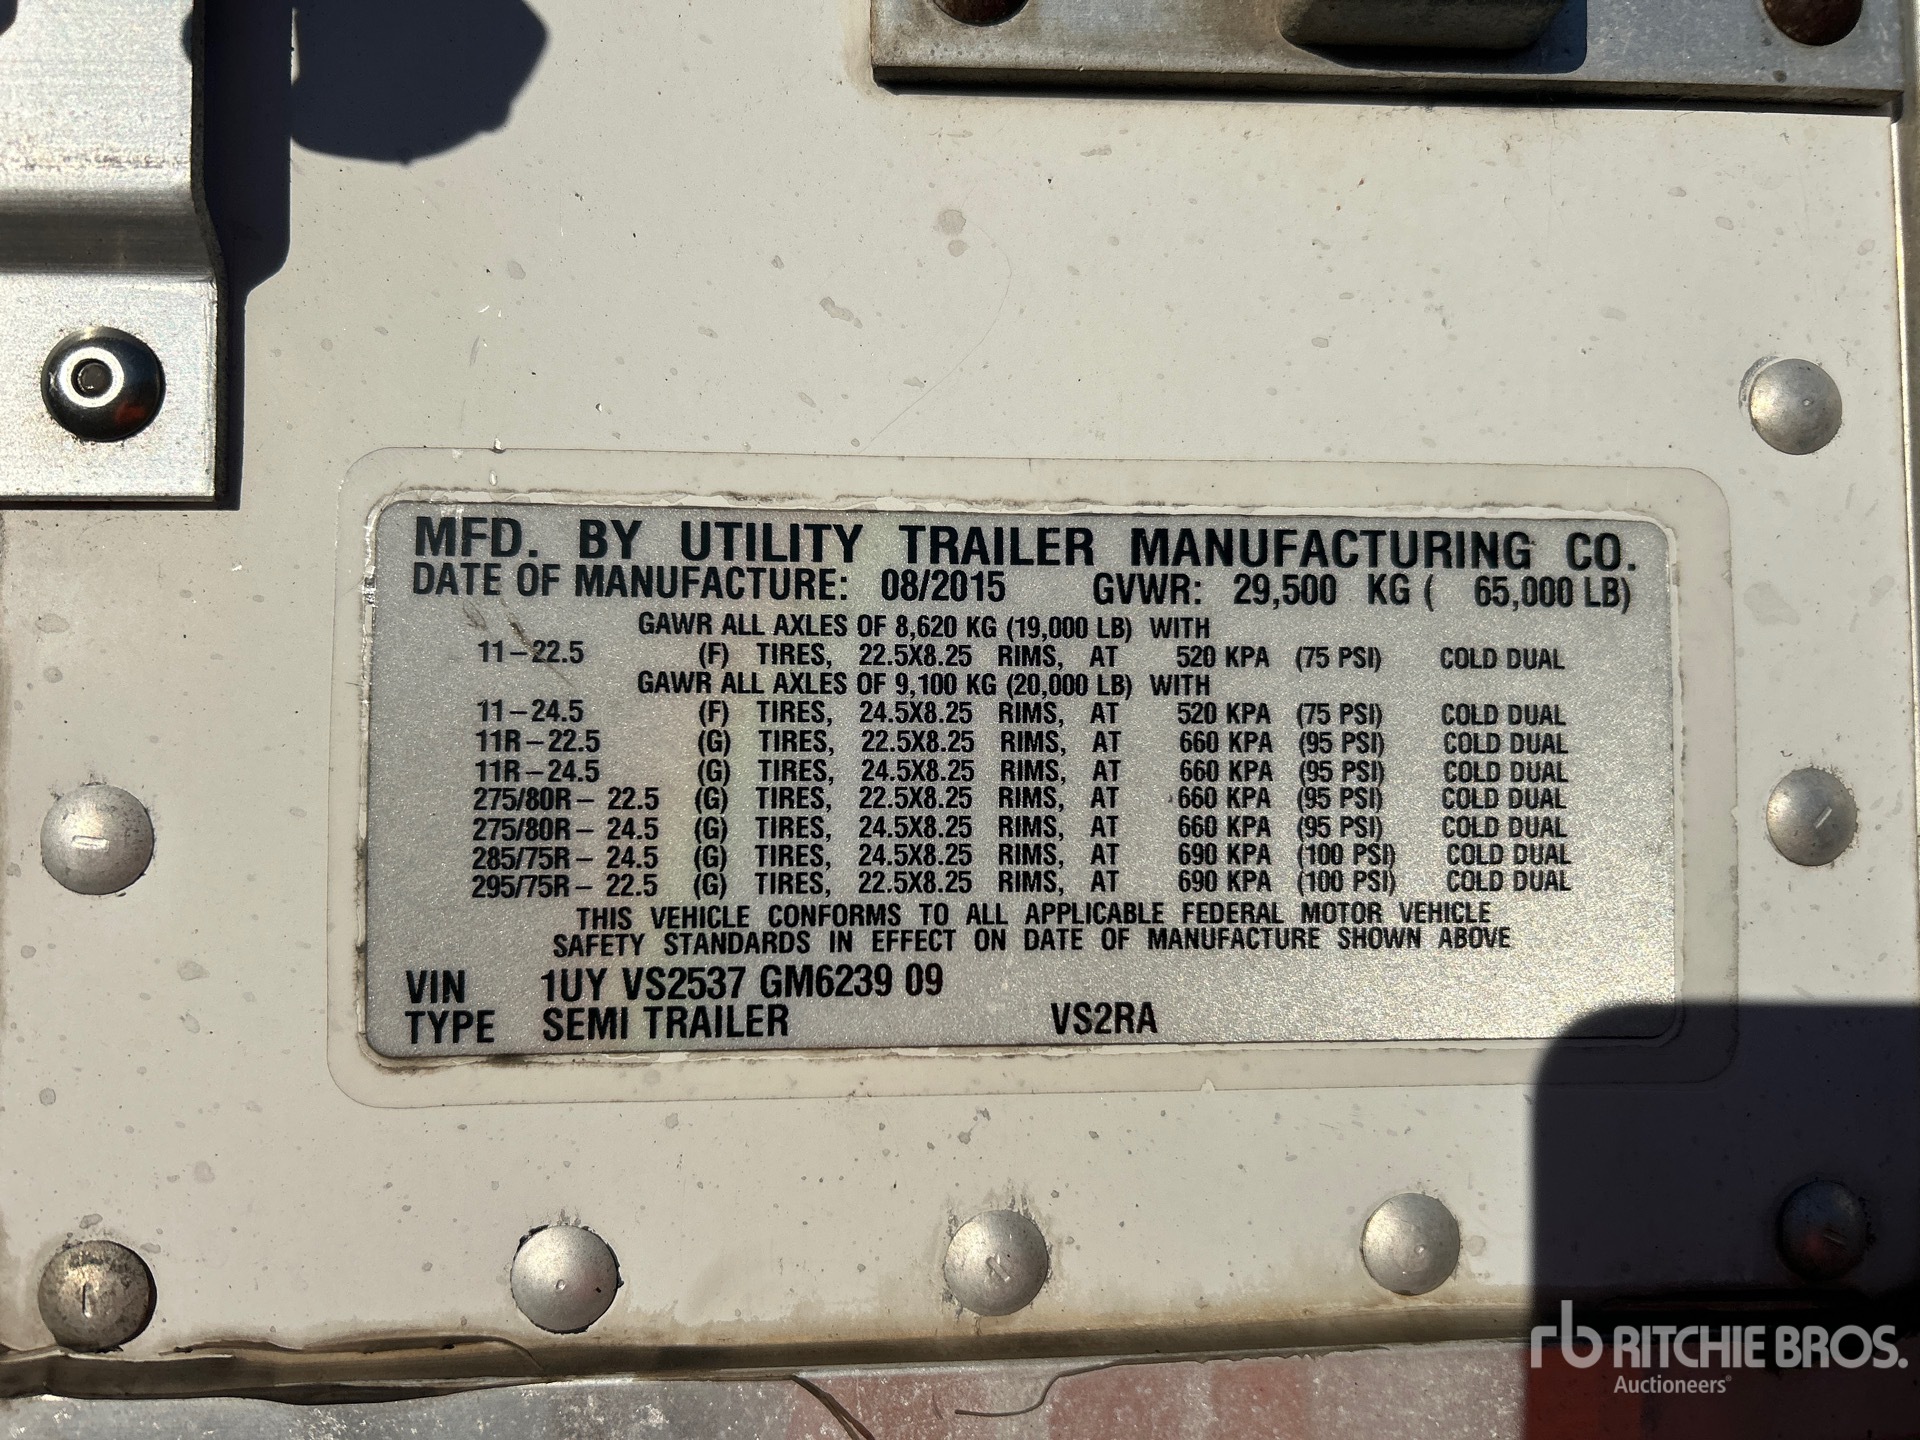 MFD. BY UTILITY TRAILER MANUFACTURING CO.
DATE OF MANUFACTURE: 08/2015 GVWR: 29,500 KG ( 65,000 LB)
GAWR ALL AXLES OF 8,620 KG (19,000 LB) WITH
11-22.5 (F) TIRES, 22.5X8.25 RIMS, AT 520 KPA (75 PSI) COLD DUAL
GAWR ALL AXLES OF 9,100 KG (20,000 LB) WITH
11-24.5 (F) TIRES, 24.5X8.25 RIMS, AT 520 KPA (75 PSI) COLD DUAL
11R-22.5 (G) TIRES, 22.5X8.25 RIMS, AT 660 KPA (95 PSI) COLD DUAL
11R-24.5 (G) TIRES, 24.5X8.25 RIMS, AT 660 KPA (95 PSI) COLD DUAL
275/80R- 22.5 (G) TIRES, 22.5X8.25 RIMS, AT 660 KPA (95 PSI) COLD DUAL
275/80R- 24.5 (G) TIRES, 24.5X8.25 RIMS, AT 660 KPA (95 PSI) COLD DUAL
285/75R- 24.5 (G) TIRES, 24.5X8.25 RIMS, AT 690 KPA (100 PSI) COLD DUAL
295/75R- 22.5 (G) TIRES, 22.5X8.25 RIMS, AT 690 KPA (100 PSI) COLD DUAL
THIS VEHICLE CONFORMS TO ALL APPLICABLE FEDERAL MOTOR VEHICLE
SAFETY STANDARDS IN EFFECT ON DATE OF MANUFACTURE SHOWN ABOVE
VIN 1UY VS2537 GM6239 09
TYPE SEMI TRAILER VS2RA
rb RITCHIE BROS.
Auctioneers®